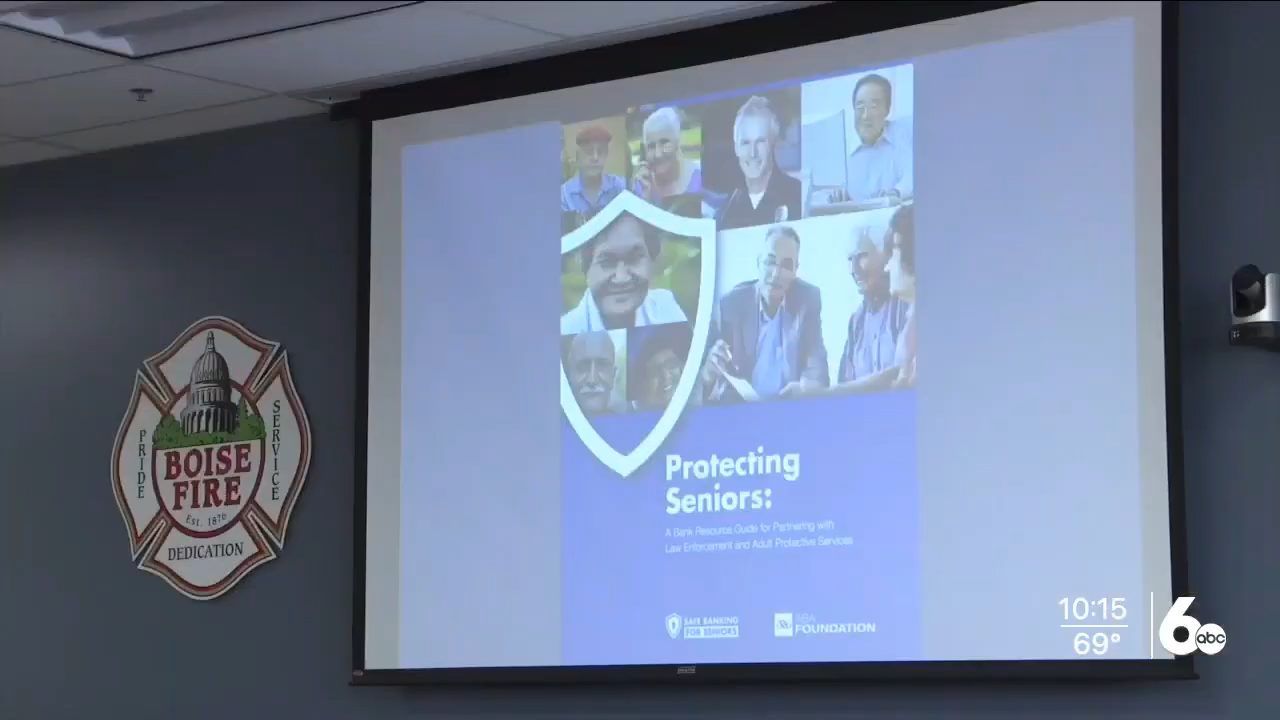 PRIDE
SERVICE
BOISE
FIRE
Est. 1870
DEDICATION
Protecting
Seniors:
A Bank Resource Guide for Partnering with
Law Enforcement and Adult Protective Services
SAFE BANKING
FOR SENIORS
ABA
FOUNDATION
10:15
69°
6
abc